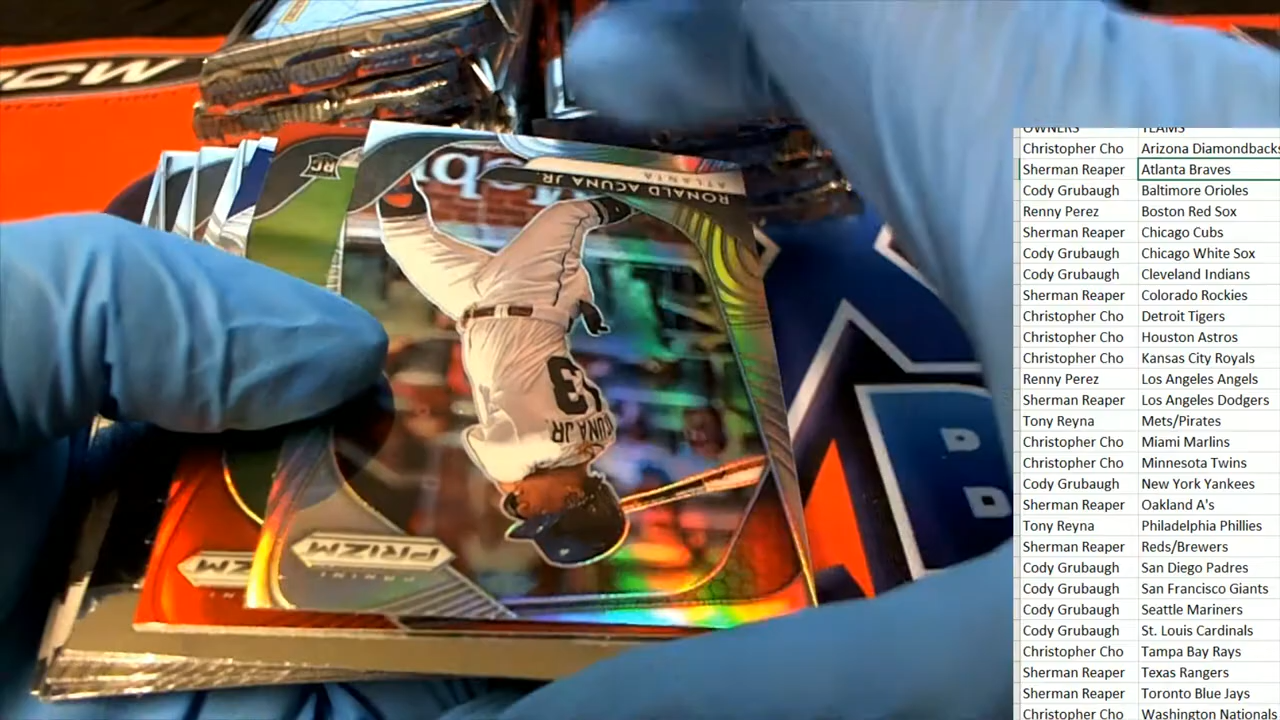 CW
RC
RONALD ACUNA JR.
ATLANTA
13
ACUNA JR.
PRIZM
PANINI
OWNERS TEAMS
Christopher Cho Arizona Diamondbacks
Sherman Reaper Atlanta Braves
Cody Grubaugh Baltimore Orioles
Renny Perez Boston Red Sox
Sherman Reaper Chicago Cubs
Cody Grubaugh Chicago White Sox
Cody Grubaugh Cleveland Indians
Sherman Reaper Colorado Rockies
Christopher Cho Detroit Tigers
Christopher Cho Houston Astros
Christopher Cho Kansas City Royals
Renny Perez Los Angeles Angels
Sherman Reaper Los Angeles Dodgers
Tony Reyna Mets/Pirates
Christopher Cho Miami Marlins
Christopher Cho Minnesota Twins
Cody Grubaugh New York Yankees
Sherman Reaper Oakland A's
Tony Reyna Philadelphia Phillies
Sherman Reaper Reds/Brewers
Cody Grubaugh San Diego Padres
Cody Grubaugh San Francisco Giants
Cody Grubaugh Seattle Mariners
Cody Grubaugh St. Louis Cardinals
Christopher Cho Tampa Bay Rays
Sherman Reaper Texas Rangers
Sherman Reaper Toronto Blue Jays
Christopher Cho Washington Nationals